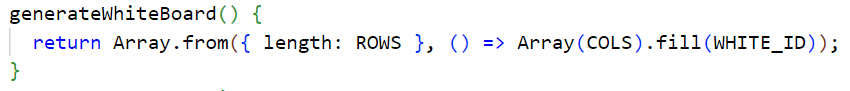 generateWhiteBoard() {
  return Array.from({ length: ROWS }, () => Array(COLS).fill(WHITE_ID));
}